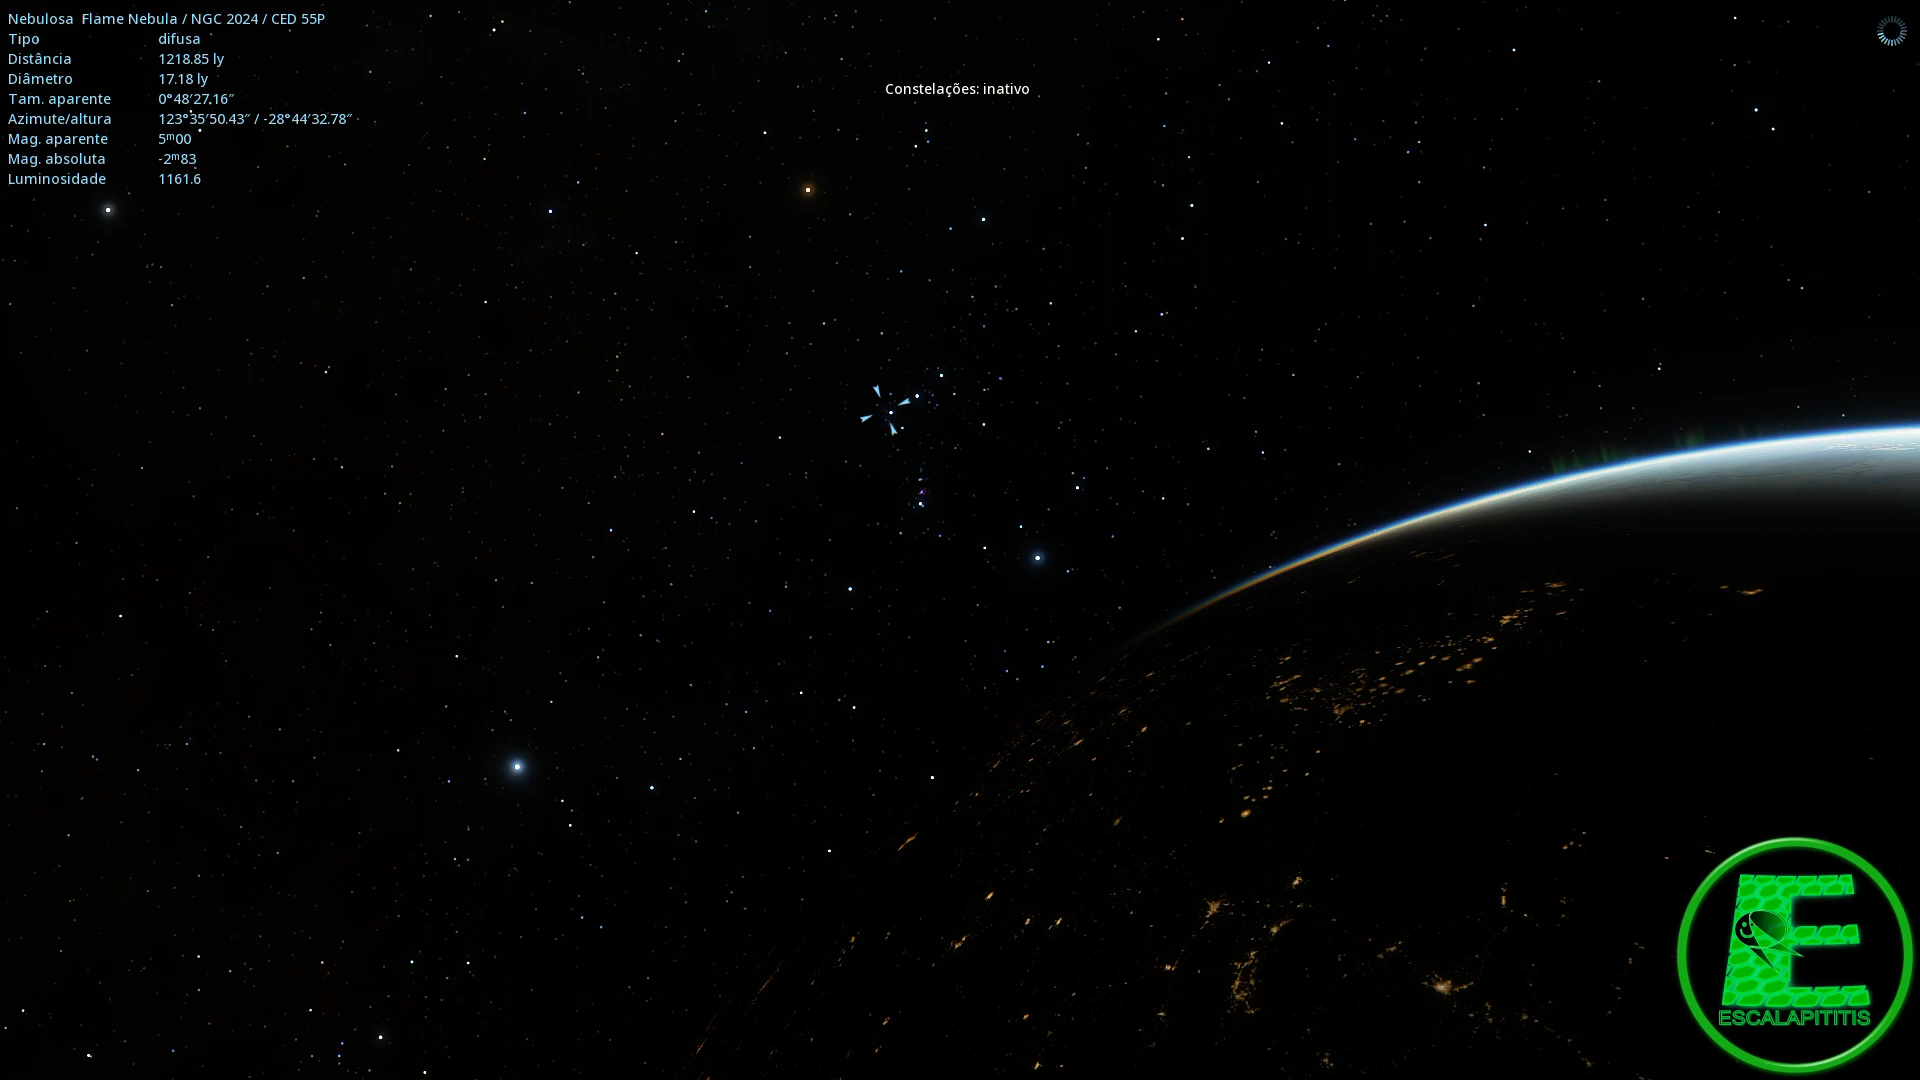 Nebulosa Flame Nebula / NGC 2024 / CED 55P
Tipo difusa
Distância 1218.85 ly
Diâmetro 17.18 ly
Tam. aparente 0°48′27.16″
Azimute/altura 123°35′50.43″ / -28°44′32.78″
Mag. aparente 5ᵐ00
Mag. absoluta -2ᵐ83
Luminosidade 1161.6
Constelações: inativo
E
ESCALAPITITIS